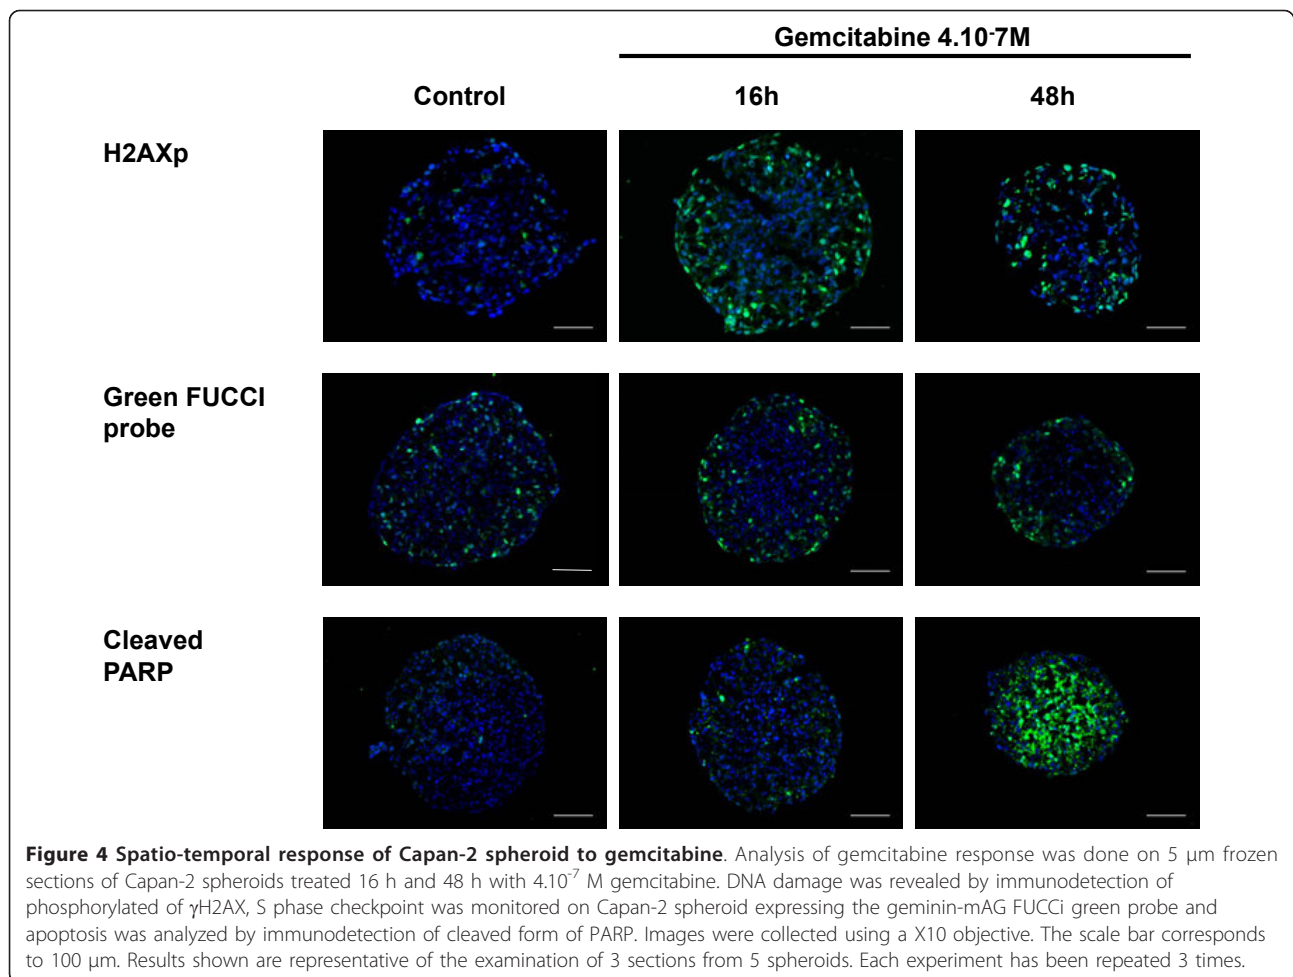 Gemcitabine 4.10-7M
Control 16h 48h
H2AXp
Green FUCCI
probe
Cleaved
PARP
Figure 4 Spatio-temporal response of Capan-2 spheroid to gemcitabine. Analysis of gemcitabine response was done on 5 μm frozen
sections of Capan-2 spheroids treated 16 h and 48 h with 4.10⁻⁷ M gemcitabine. DNA damage was revealed by immunodetection of
phosphorylated of γH2AX, S phase checkpoint was monitored on Capan-2 spheroid expressing the geminin-mAG FUCCi green probe and
apoptosis was analyzed by immunodetection of cleaved form of PARP. Images were collected using a X10 objective. The scale bar corresponds
to 100 μm. Results shown are representative of the examination of 3 sections from 5 spheroids. Each experiment has been repeated 3 times.